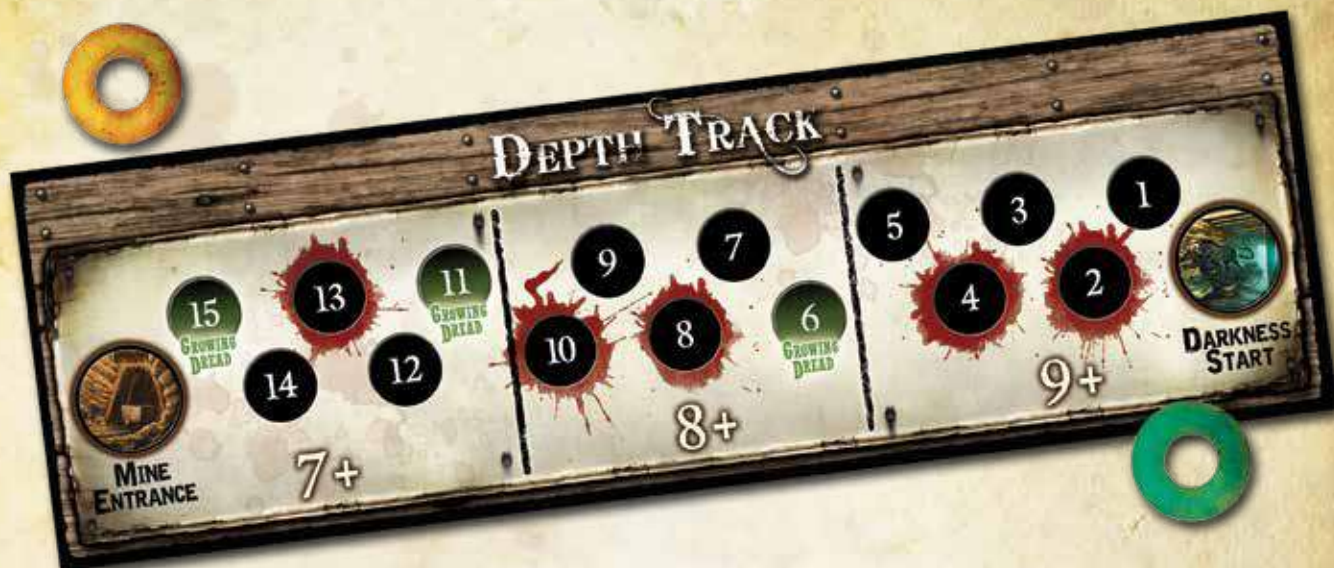 DEPTH TRACK
15
GROWING
DREAD
13
11
GROWING
DREAD
14
12
MINE
ENTRANCE
7+
9
7
10
8
6
GROWING
DREAD
8+
5
3
1
4
2
DARKNESS
START
9+